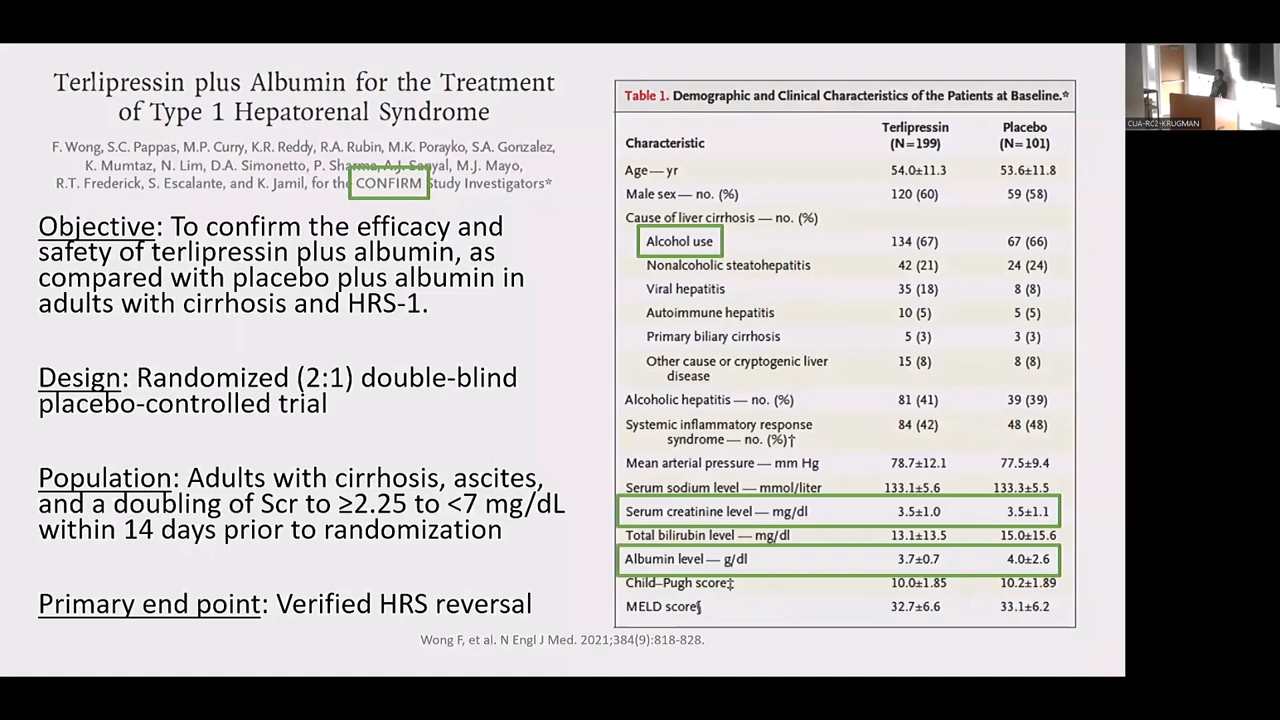 Terlipressin plus Albumin for the Treatment
of Type 1 Hepatorenal Syndrome
F. Wong, S.C. Pappas, M.P. Curry, K.R. Reddy, R.A. Rubin, M.K. Porayko, S.A. Gonzalez,
K. Mumtaz, N. Lim, D.A. Simonetto, P. Sharma, A.J. Sanyal, M.J. Mayo,
R.T. Frederick, S. Escalante, and K. Jamil, for the CONFIRM Study Investigators*
Objective: To confirm the efficacy and
safety of terlipressin plus albumin, as
compared with placebo plus albumin in
adults with cirrhosis and HRS-1.
Design: Randomized (2:1) double-blind
placebo-controlled trial
Population: Adults with cirrhosis, ascites,
and a doubling of Scr to ≥2.25 to <7 mg/dL
within 14 days prior to randomization
Primary end point: Verified HRS reversal
Table 1. Demographic and Clinical Characteristics of the Patients at Baseline.*
Characteristic Terlipressin (N=199) Placebo (N=101)
Age — yr 54.0±11.3 53.6±11.8
Male sex — no. (%) 120 (60) 59 (58)
Cause of liver cirrhosis — no. (%)
Alcohol use 134 (67) 67 (66)
Nonalcoholic steatohepatitis 42 (21) 24 (24)
Viral hepatitis 35 (18) 8 (8)
Autoimmune hepatitis 10 (5) 5 (5)
Primary biliary cirrhosis 5 (3) 3 (3)
Other cause or cryptogenic liver 15 (8) 8 (8)
disease
Alcoholic hepatitis — no. (%) 81 (41) 39 (39)
Systemic inflammatory response 84 (42) 48 (48)
syndrome — no. (%)†
Mean arterial pressure — mm Hg 78.7±12.1 77.5±9.4
Serum sodium level — mmol/liter 133.1±5.6 133.3±5.5
Serum creatinine level — mg/dl 3.5±1.0 3.5±1.1
Total bilirubin level — mg/dl 13.1±13.5 15.0±15.6
Albumin level — g/dl 3.7±0.7 4.0±2.6
Child–Pugh score‡ 10.0±1.85 10.2±1.89
MELD score§ 32.7±6.6 33.1±6.2
Wong F, et al. N Engl J Med. 2021;384(9):818-828.
CUA-RC2-KRUGMAN